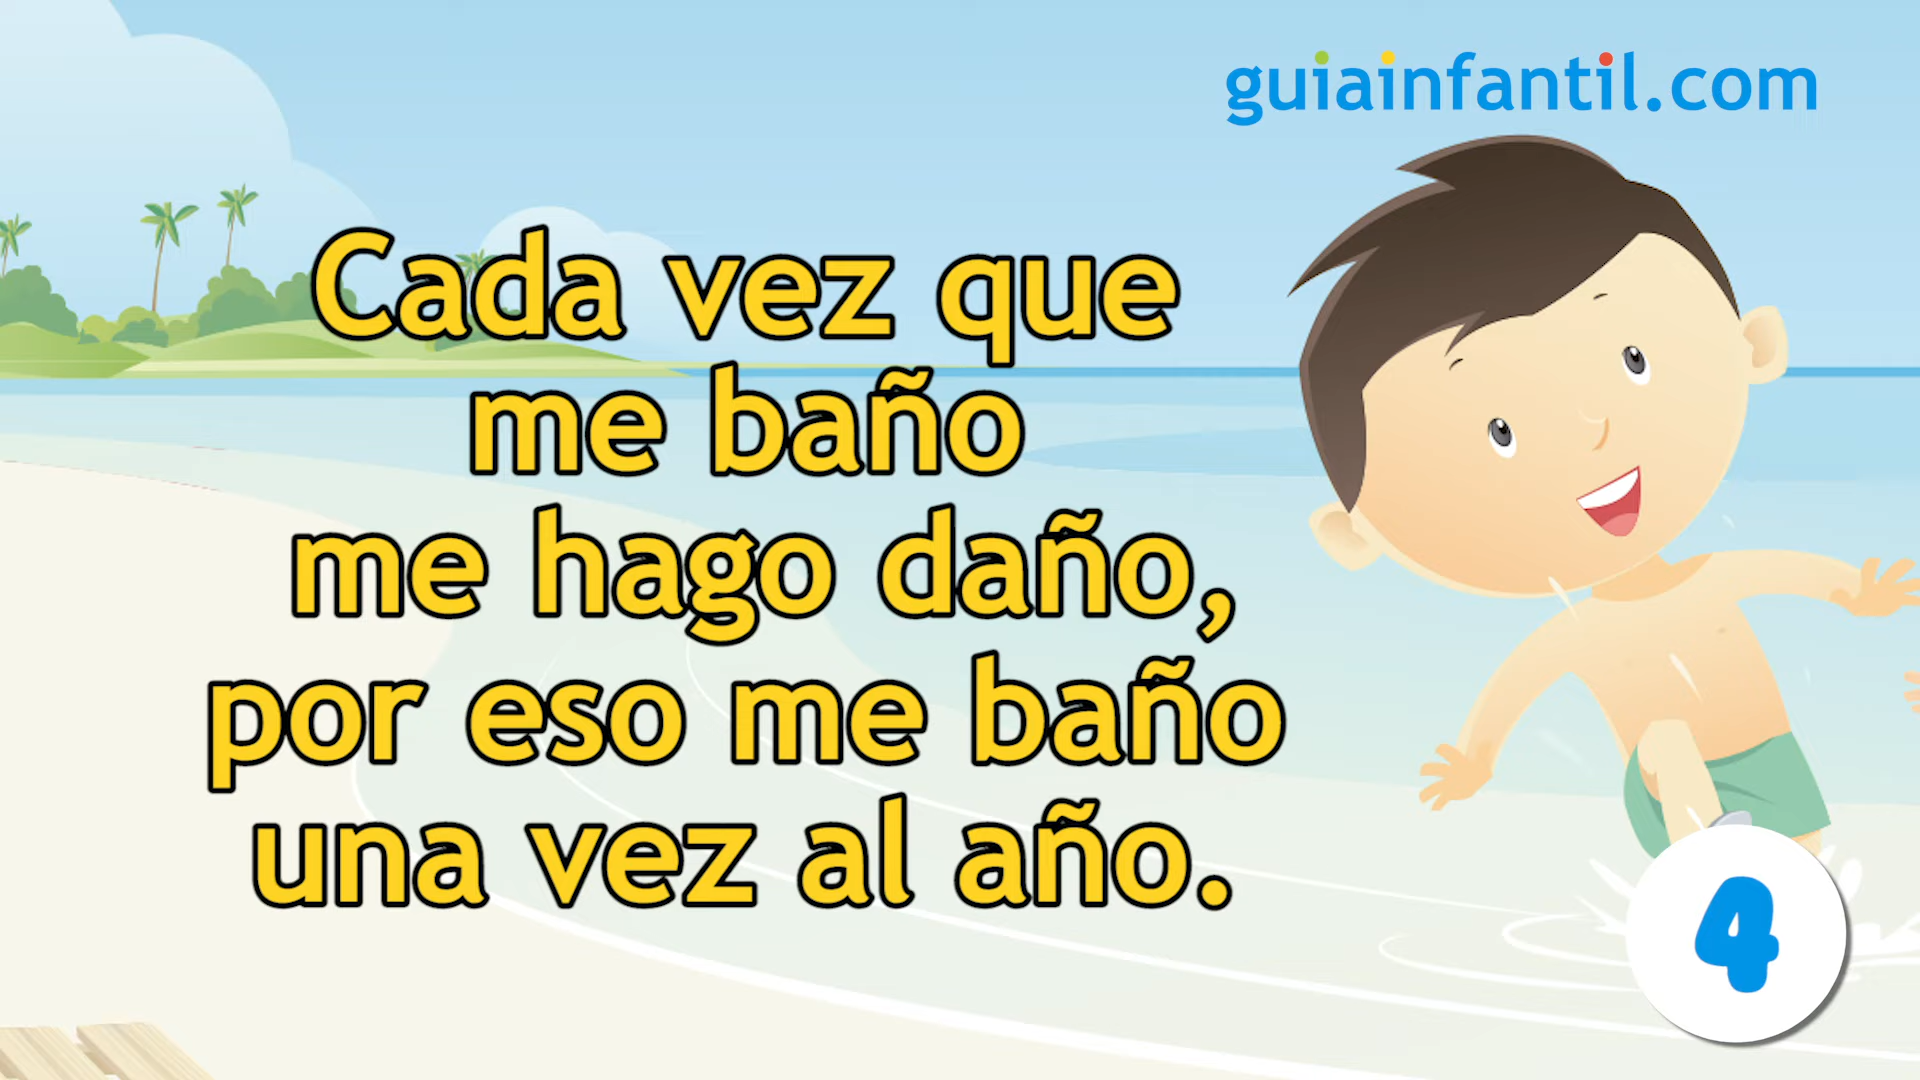 guiainfantil.com
Cada vez que
me baño
me hago daño,
por eso me baño
una vez al año.
4